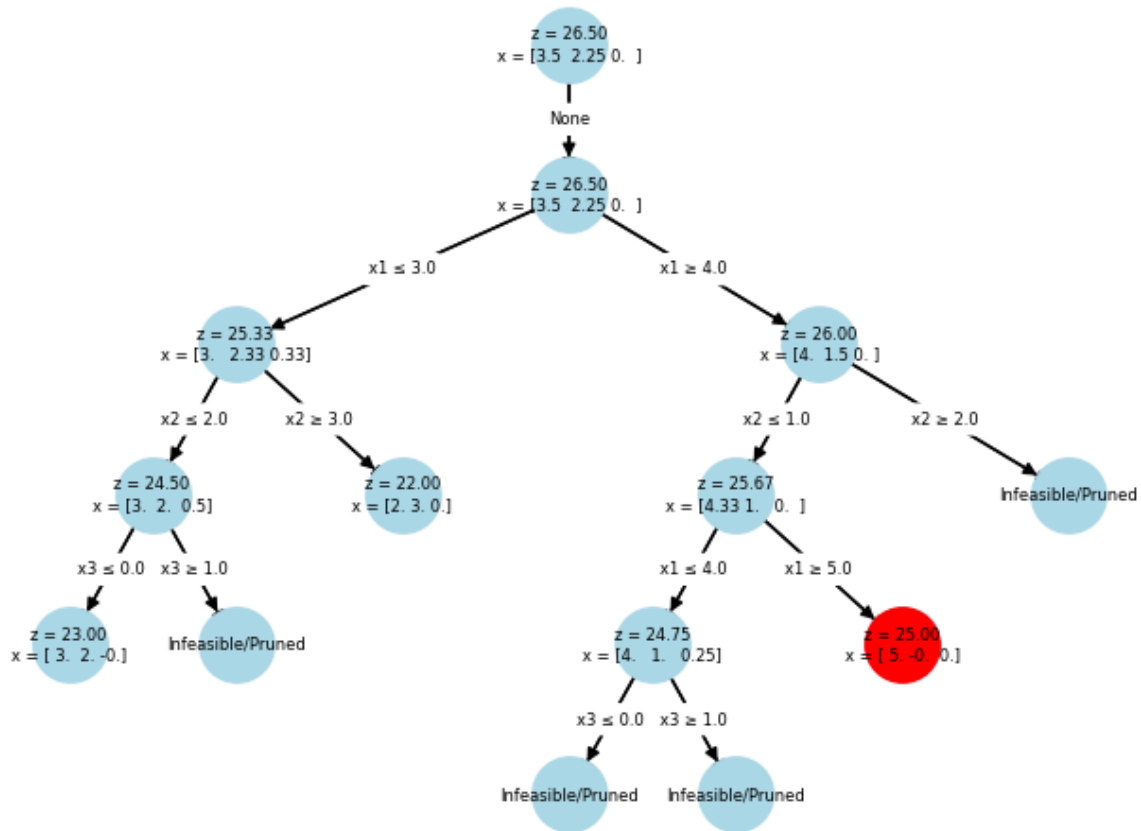 z = 26.50
x = [3.5  2.25 0.  ]
None
z = 26.50
x = [3.5  2.25 0.  ]
x1 ≤ 3.0
x1 ≥ 4.0
z = 25.33
x = [3.   2.33 0.33]
z = 26.00
x = [4.  1.5 0. ]
x2 ≤ 2.0
x2 ≥ 3.0
x2 ≤ 1.0
x2 ≥ 2.0
z = 24.50
x = [3.  2.  0.5]
z = 22.00
x = [2. 3. 0.]
z = 25.67
x = [4.33 1.   0.  ]
Infeasible/Pruned
x3 ≤ 0.0
x3 ≥ 1.0
x1 ≤ 4.0
x1 ≥ 5.0
z = 23.00
x = [ 3.  2. -0.]
Infeasible/Pruned
z = 24.75
x = [4.   1.   0.25]
z = 25.00
x = [ 5. -0.  0.]
x3 ≤ 0.0
x3 ≥ 1.0
Infeasible/Pruned
Infeasible/Pruned